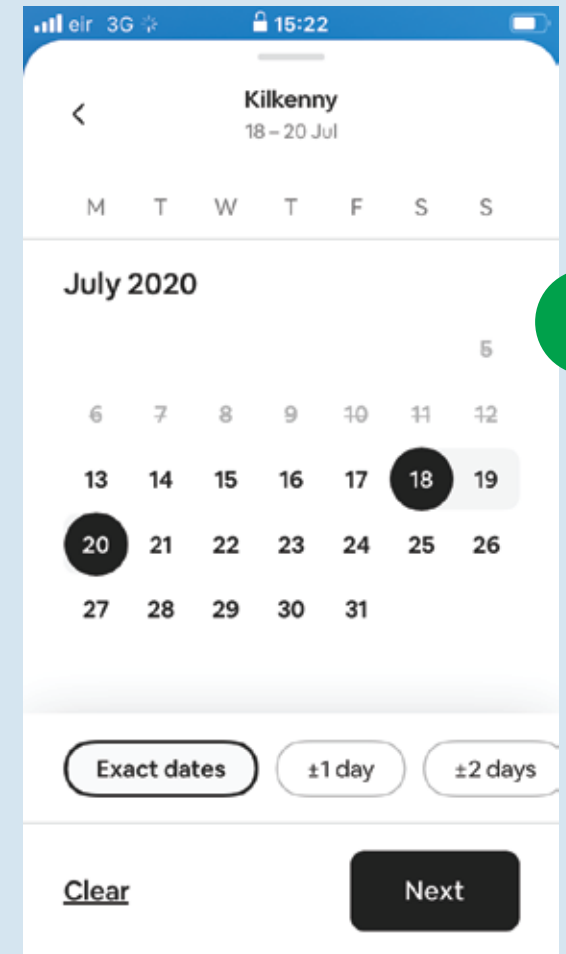 eir 3G 15:22
Kilkenny
18 – 20 Jul
M T W T F S S
July 2020
5
6 7 8 9 10 11 12
13 14 15 16 17 18 19
20 21 22 23 24 25 26
27 28 29 30 31
Exact dates ±1 day ±2 days
Clear Next